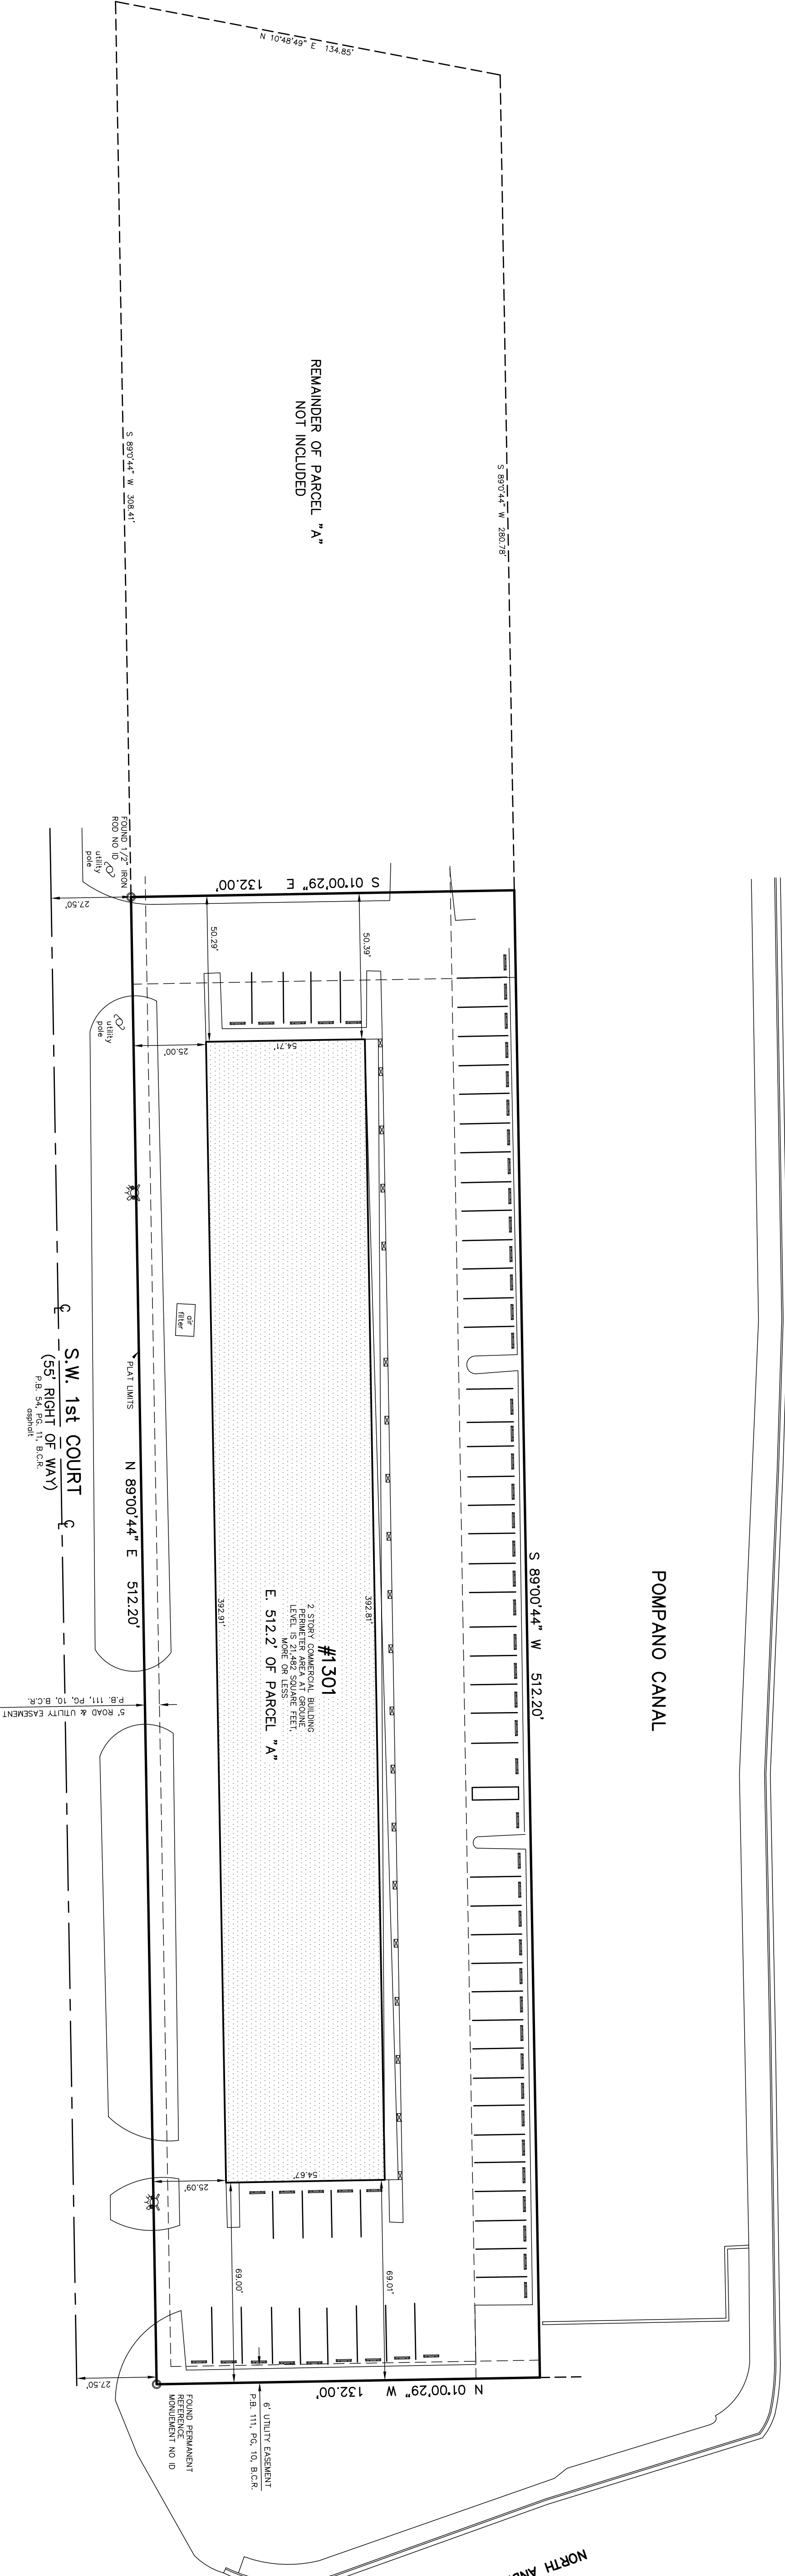 N 10°48'49" E 134.85'
REMAINDER OF PARCEL "A"
NOT INCLUDED
S 89°0'44" W 308.41'
S 89°0'44" W 280.78'
FOUND 1/2" IRON
ROD NO ID
utility
pole
27.50'
S 01°00'29" E 132.00'
50.29'
50.39'
utility
pole
25.00'
54.71'
air
filter
PLAT LIMITS
N 89°00'44" E 512.20'
S.W. 1st COURT
(55' RIGHT OF WAY)
P.B. 54, PG. 11, B.C.R.
asphalt
392.91'
392.81'
#1301
2 STORY COMMERCIAL BUILDING
PERIMETER AREA AT GROUNE
LEVEL IS 21,482 SQUARE FEET,
MORE OR LESS
E. 512.2' OF PARCEL "A"
S 89°00'44" W 512.20'
POMPANO CANAL
5' ROAD & UTILITY EASEMENT
P.B. 111, PG, 10, B.C.R.
25.09'
54.67'
69.00'
69.01'
27.50'
N 01°00'29" W 132.00'
6' UTILITY EASEMENT
P.B. 111, PG, 10, B.C.R.
FOUND PERMANENT
REFERENCE
MONUEMENT NO ID
NORTH